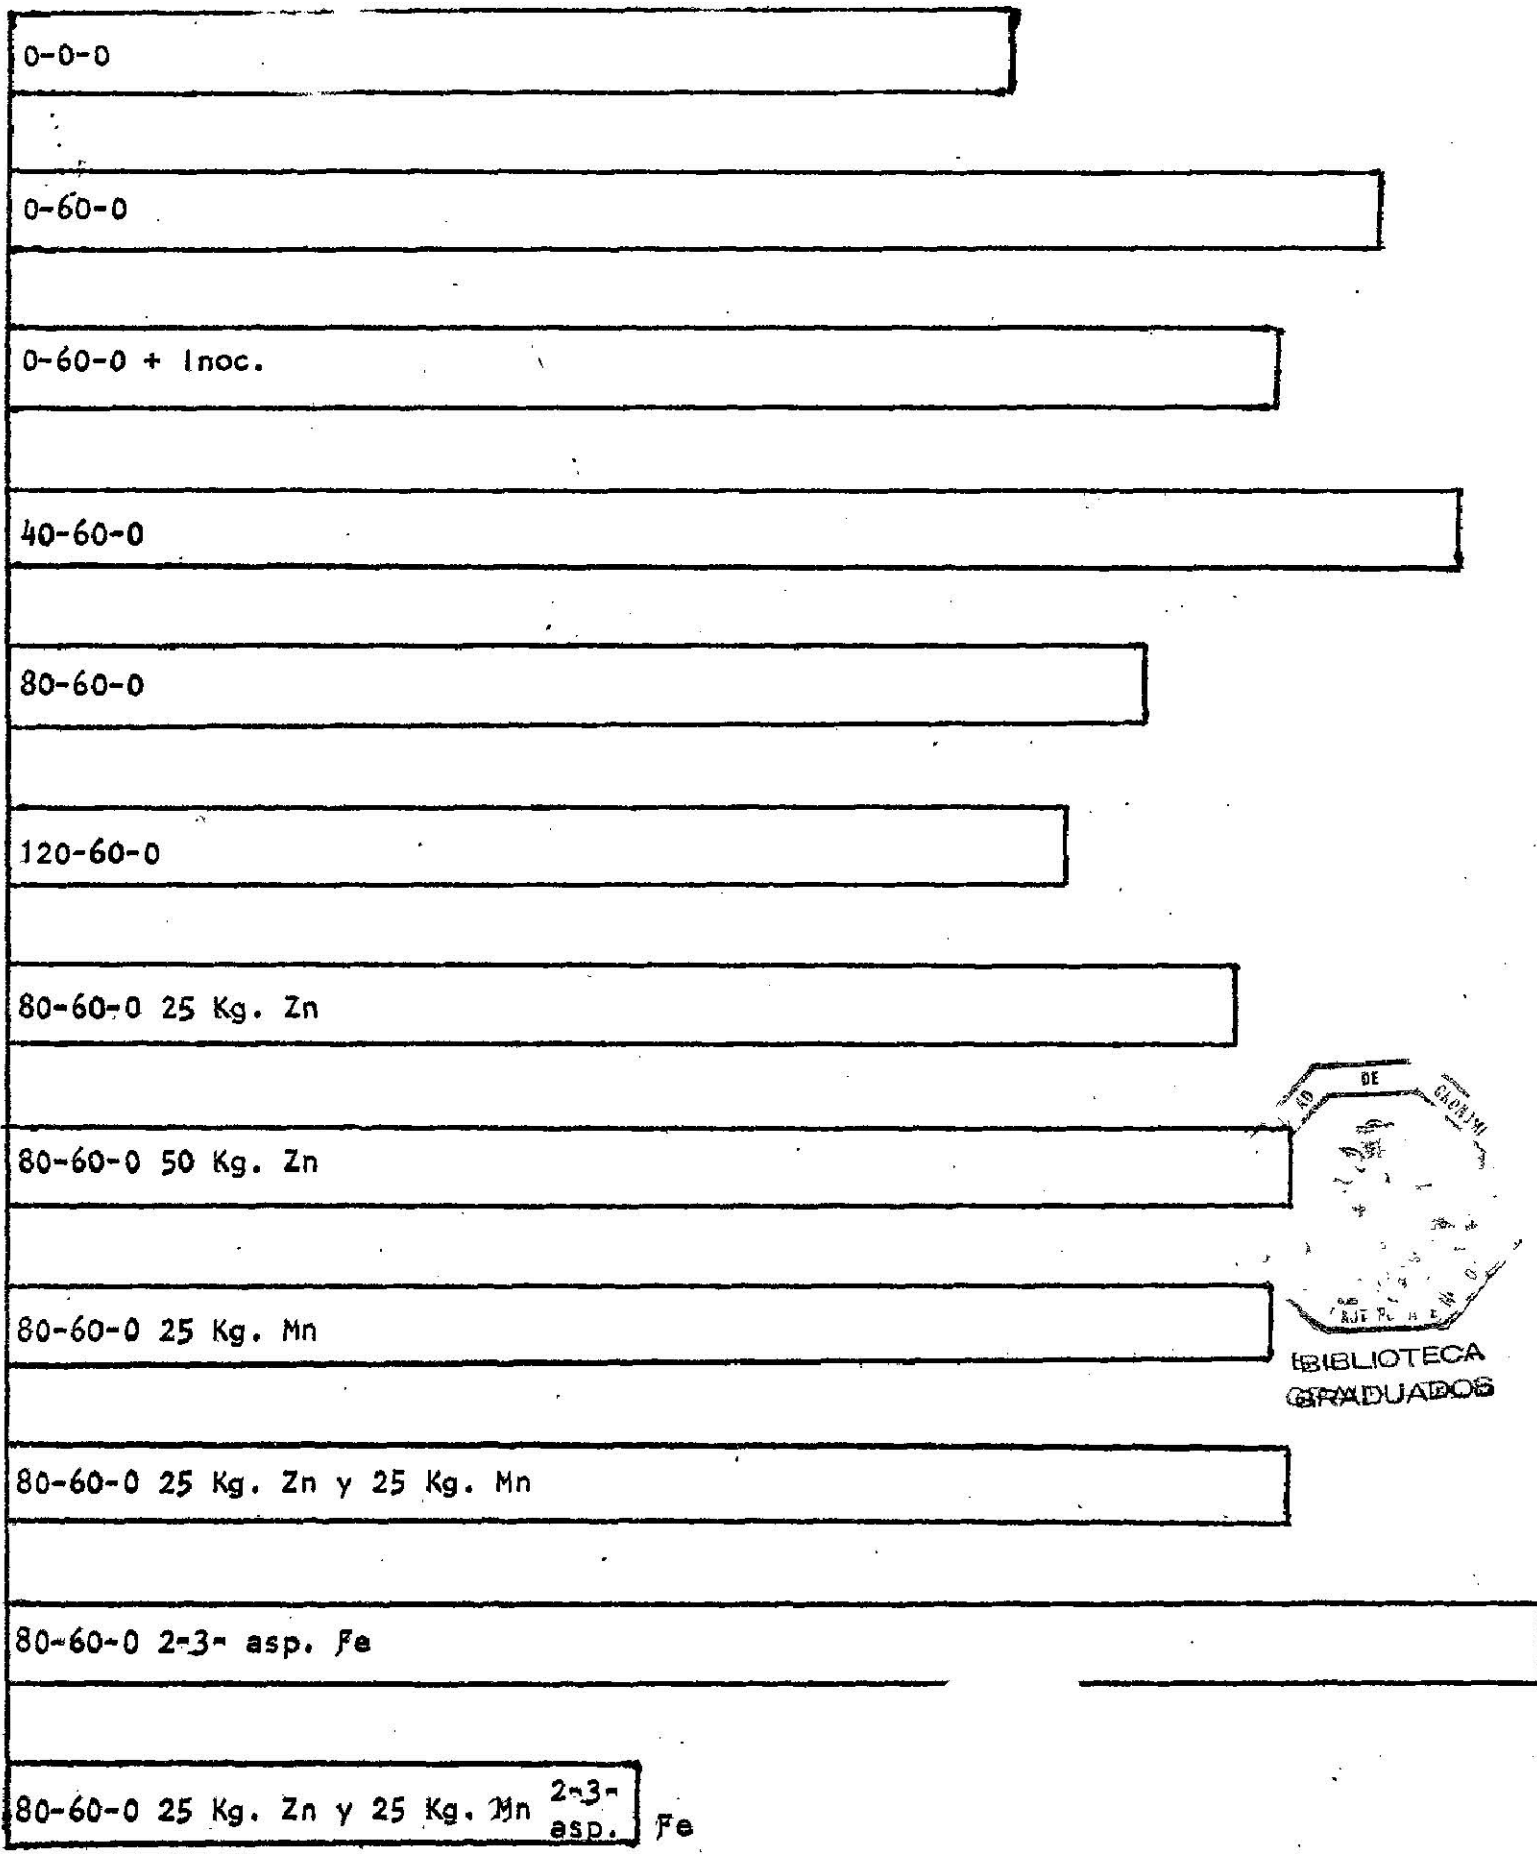 0-0-0
0-60-0
0-60-0 + Inoc.
40-60-0
80-60-0
120-60-0
80-60-0 25 Kg. Zn
80-60-0 50 Kg. Zn
DE
80-60-0 25 Kg. Mn
BIBLIOTECA
GRADUADOS
80-60-0 25 Kg. Zn y 25 Kg. Mn
80-60-0 2-3- asp. Fe
80-60-0 25 Kg. Zn y 25 Kg. Mn 2-3- asp. Fe